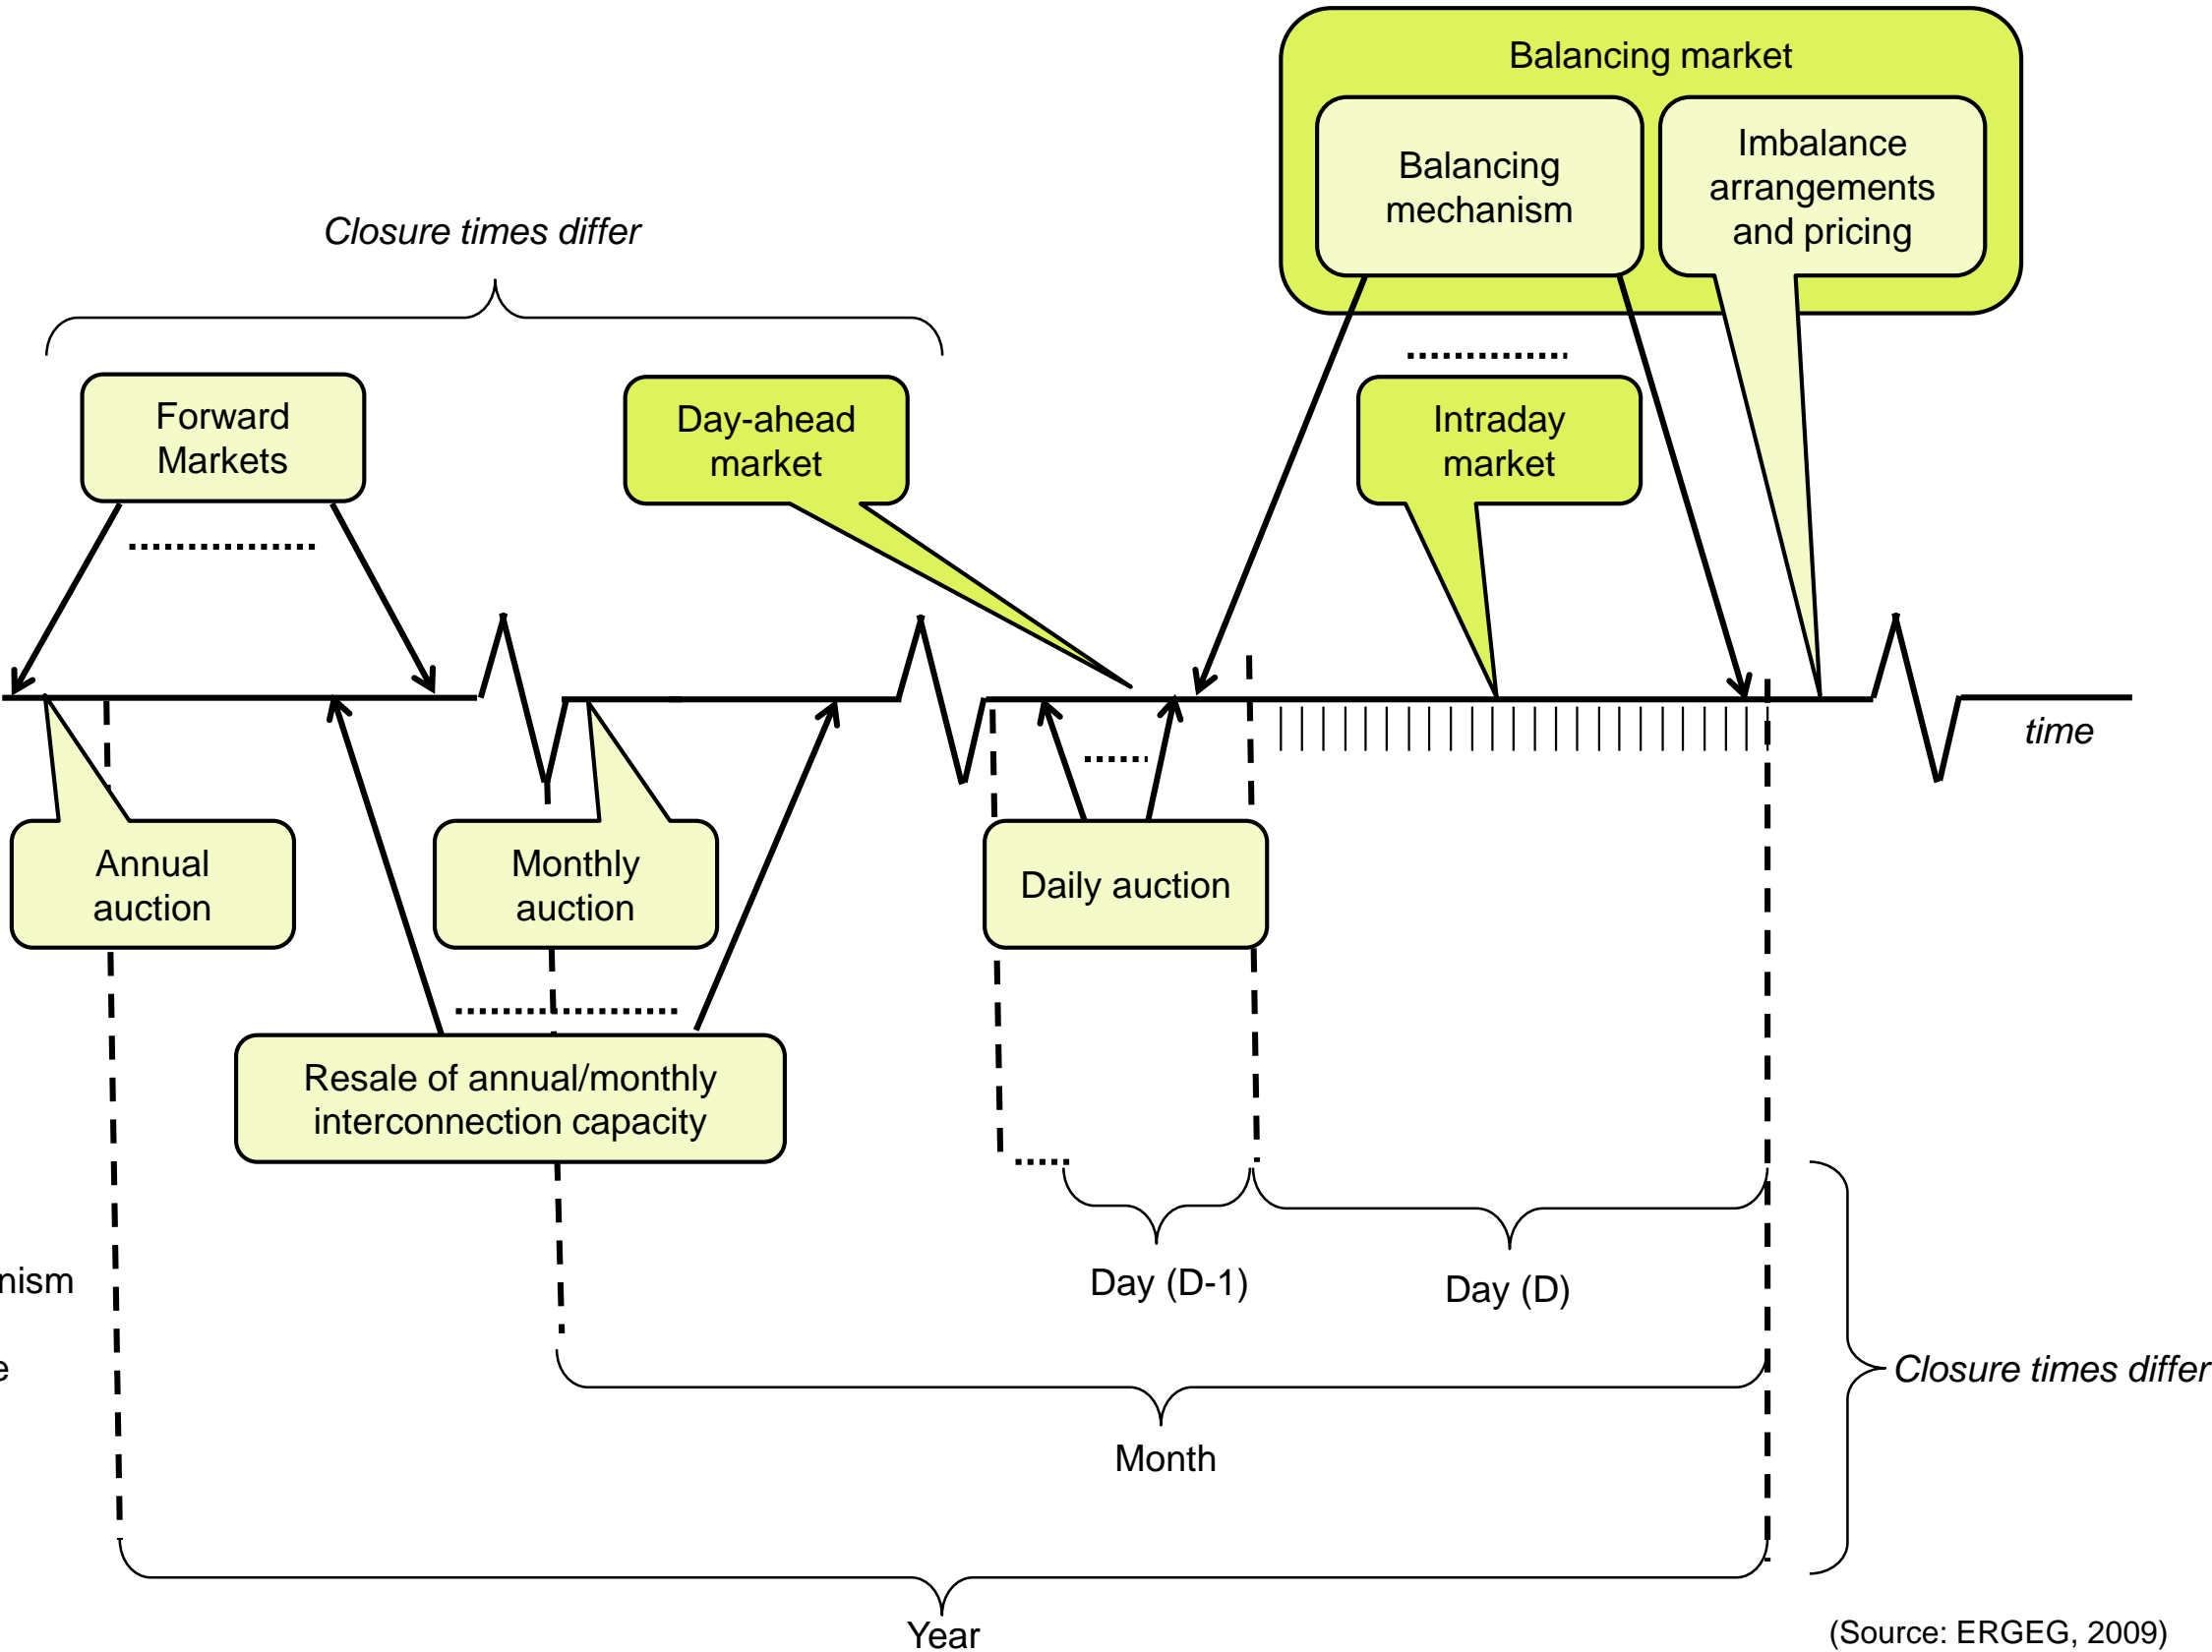 Balancing market
Balancing
mechanism
Imbalance
arrangements
and pricing
Closure times differ
Forward
Markets
Day-ahead
market
Intraday
market
time
Annual
auction
Monthly
auction
Daily auction
Resale of annual/monthly
interconnection capacity
Day (D-1)
Day (D)
Closure times differ
Month
Year
(Source: ERGEG, 2009)